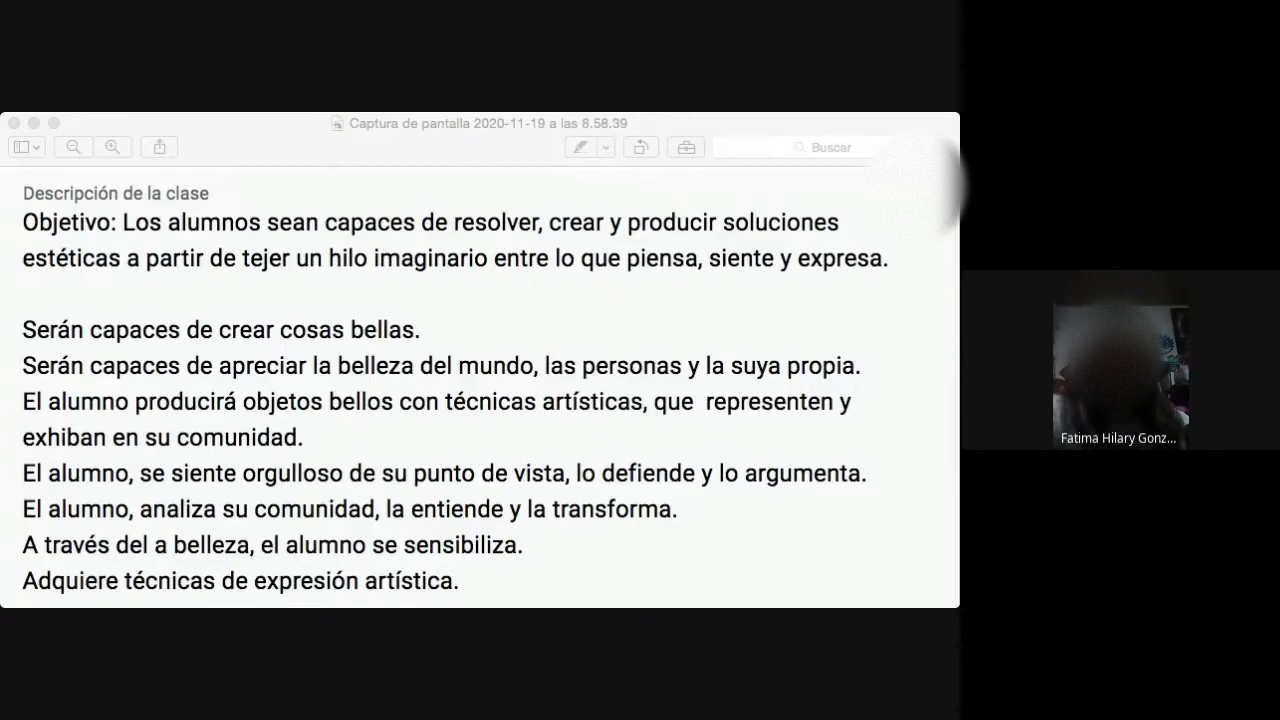 Captura de pantalla 2020-11-19 a las 8.58.39
Buscar
Descripción de la clase
Objetivo: Los alumnos sean capaces de resolver, crear y producir soluciones
estéticas a partir de tejer un hilo imaginario entre lo que piensa, siente y expresa.
Serán capaces de crear cosas bellas.
Serán capaces de apreciar la belleza del mundo, las personas y la suya propia.
El alumno producirá objetos bellos con técnicas artísticas, que  representen y
exhiban en su comunidad.
El alumno, se siente orgulloso de su punto de vista, lo defiende y lo argumenta.
El alumno, analiza su comunidad, la entiende y la transforma.
A través del a belleza, el alumno se sensibiliza.
Adquiere técnicas de expresión artística.
Fatima Hilary Gonz...